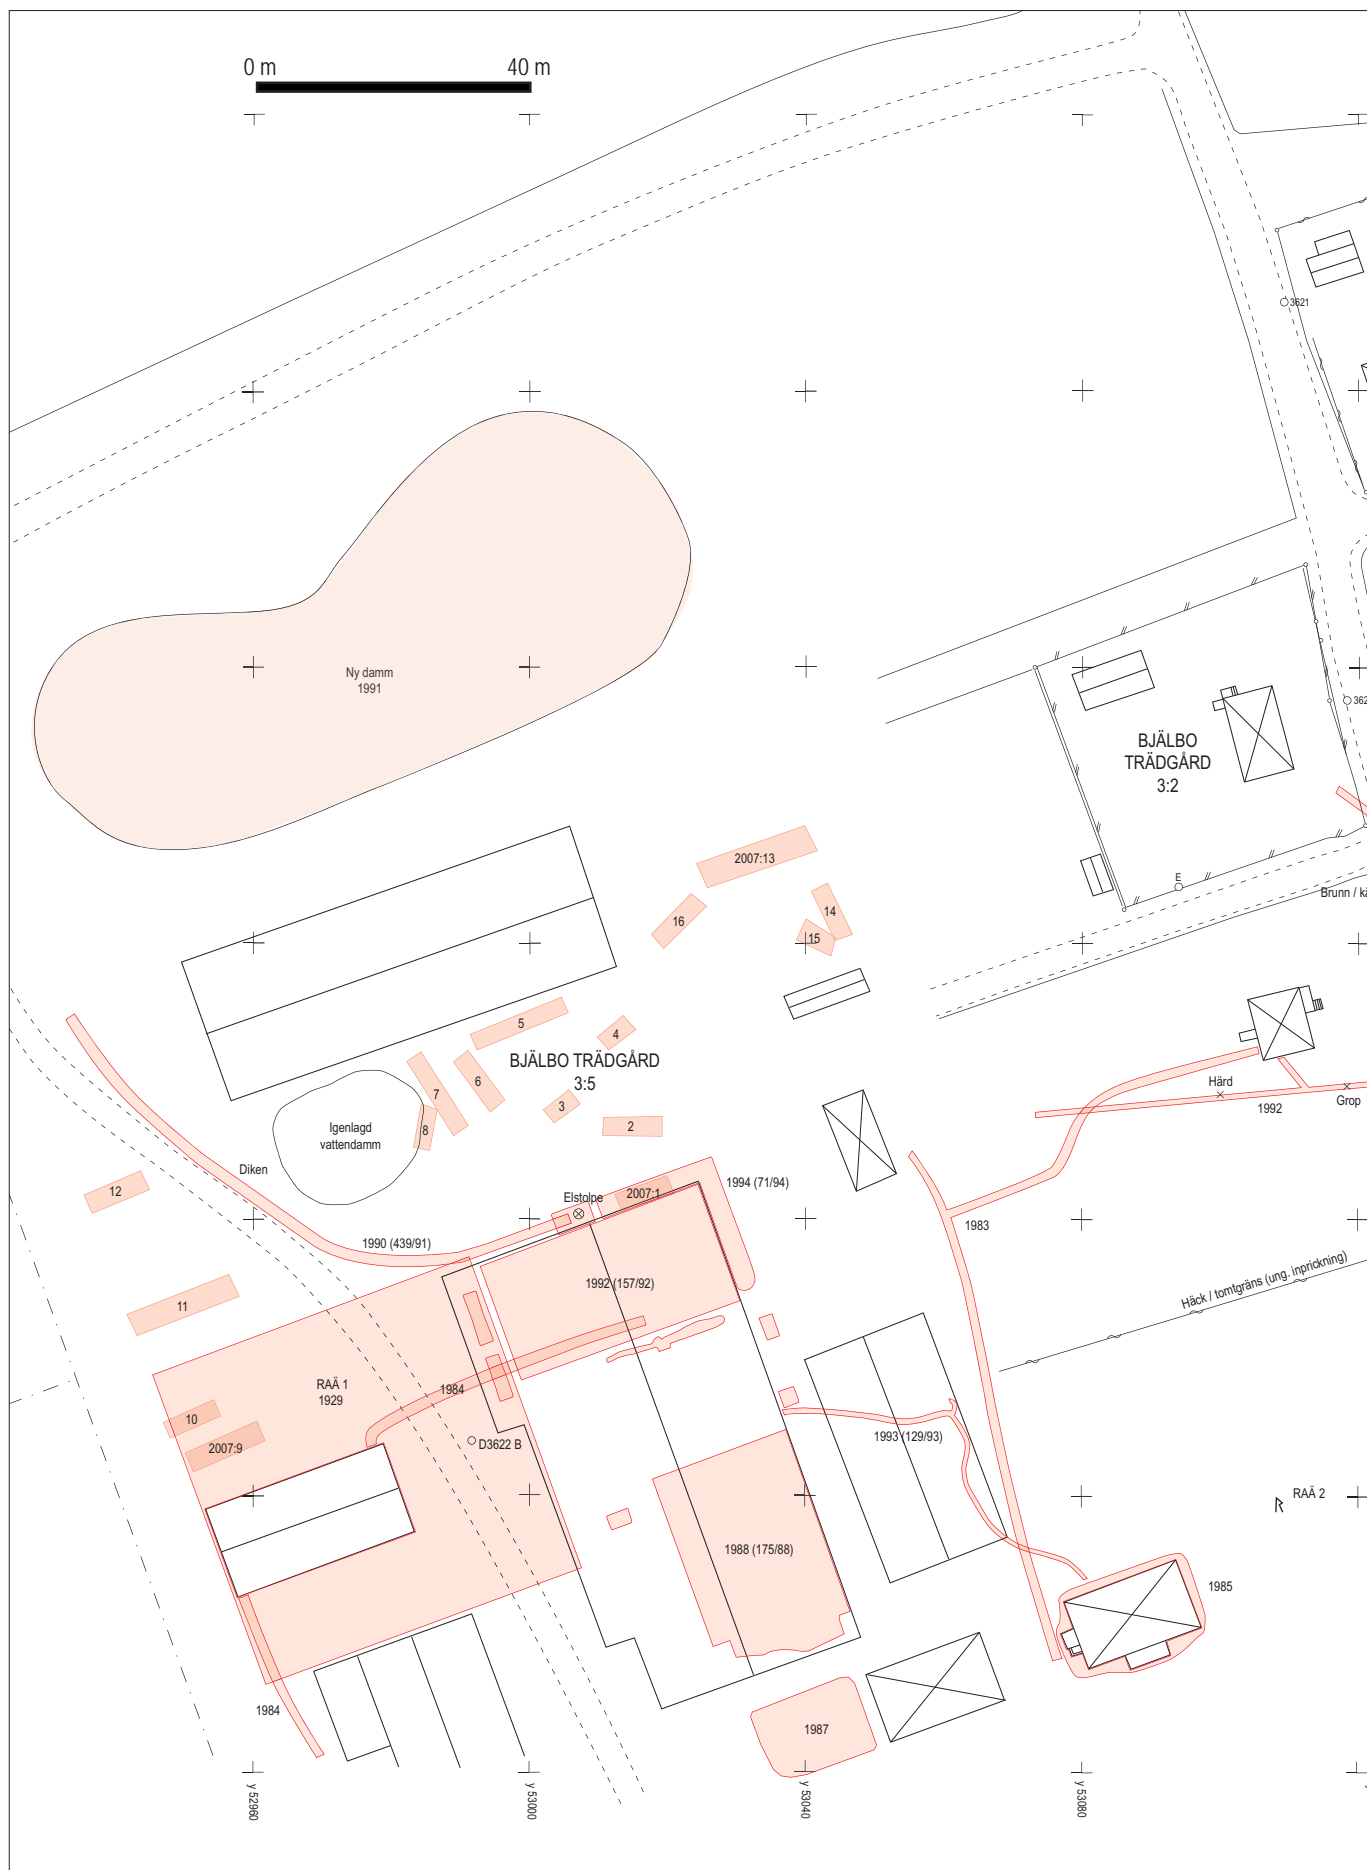 0 m
40 m
3621
Ny damm
1991
362
BJÄLBO
TRÄDGÅRD
3:2
2007:13
E
Brunn / kä
16
14
15
5
4
BJÄLBO TRÄDGÅRD
3:5
6
7
3
8
2
Igenlagd
vattendamm
Härd
1992
Grop
Diken
12
2007:1
1994 (71/94)
Elstolpe
1983
1990 (439/91)
1992 (157/92)
Häck / tomtgräns (ung. inprickning)
11
RAÄ 1
1929
1984
10
2007:9
D3622 B
1993 (129/93)
RAÄ 2
1988 (175/88)
1985
1984
1987
y 52960
y 53000
y 53040
y 53080